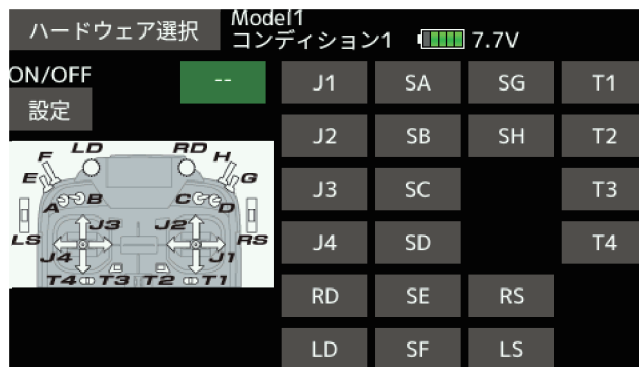 ハードウェア選択
Model1
コンディション1 7.7V
ON/OFF
設定
--
J1 SA SG T1
J2 SB SH T2
J3 SC T3
J4 SD T4
RD SE RS
LD SF LS
LD RD
F H
E G
A B C D
LS J3 J2 RS
J4 J1
T4 T3 T2 T1